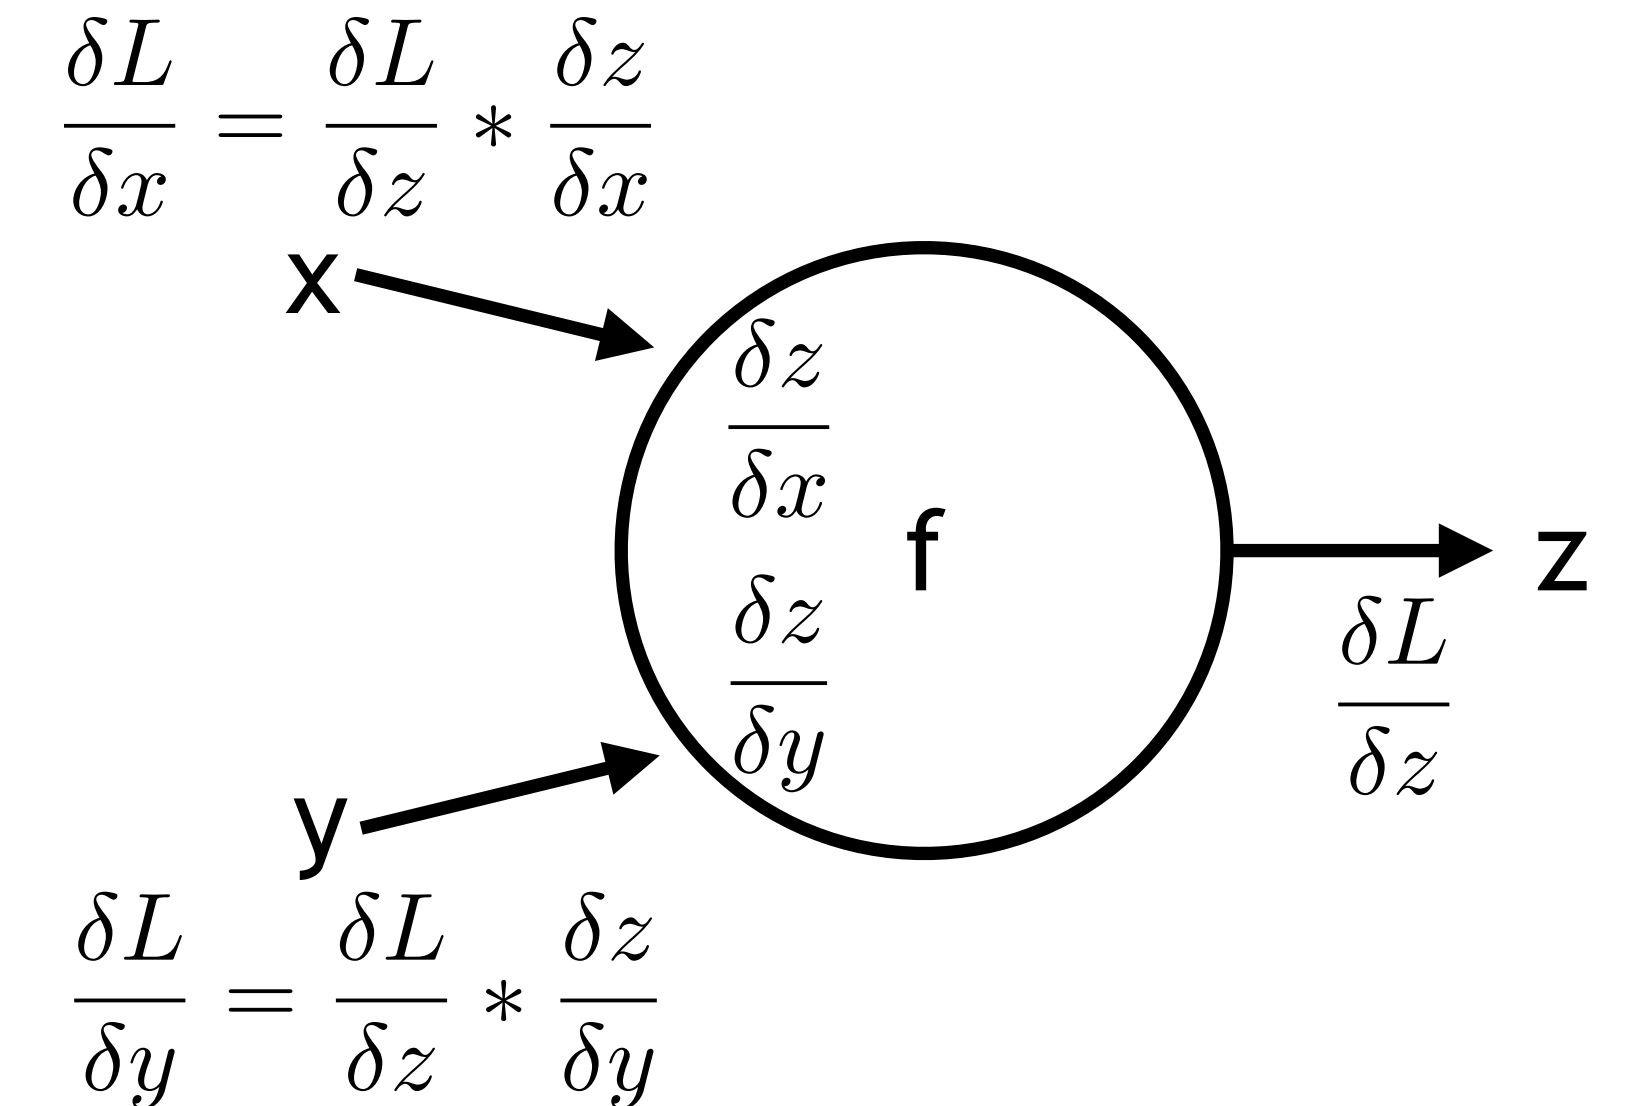 δL/δx = δL/δz * δz/δx
x
δz/δx
f
z
δz/δy
δL/δz
y
δL/δy = δL/δz * δz/δy